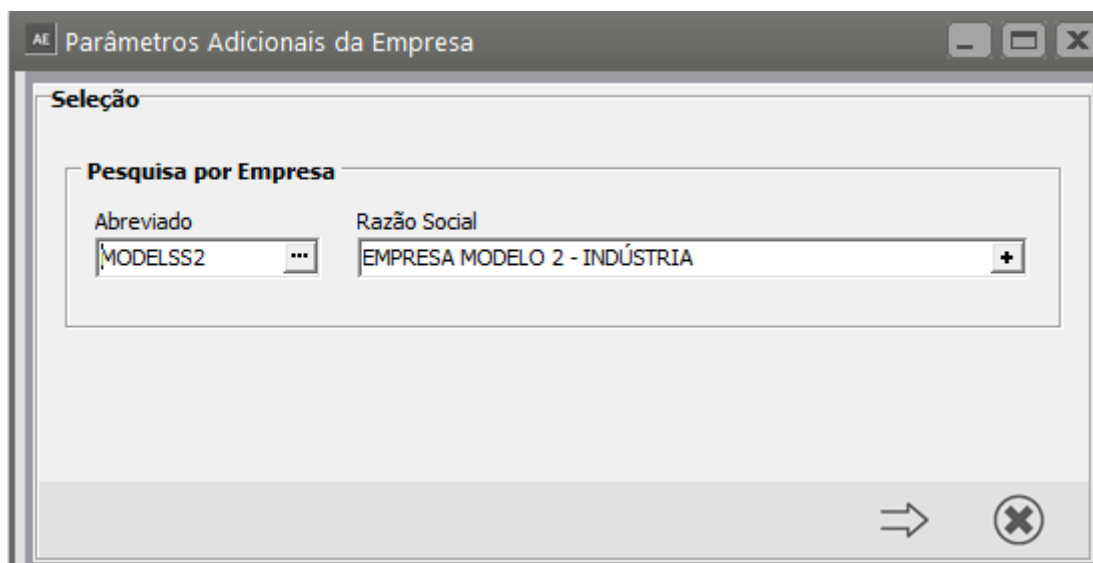 AE Parâmetros Adicionais da Empresa
Seleção
Pesquisa por Empresa
Abreviado Razão Social
MODELSS2 ... EMPRESA MODELO 2 - INDÚSTRIA +